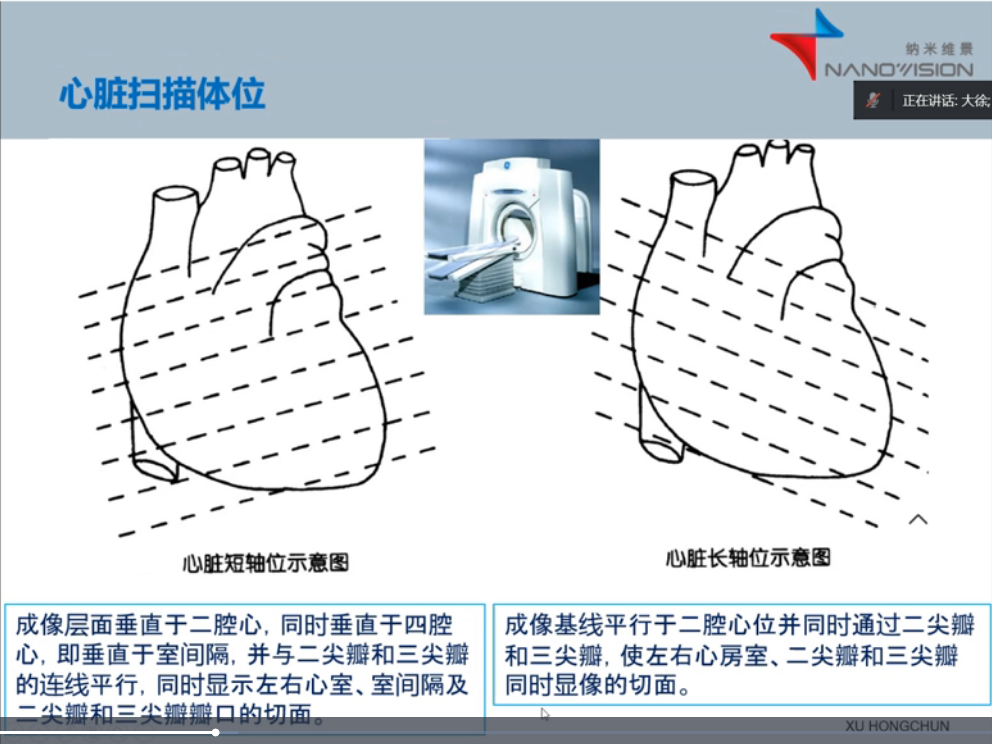 纳米维景
NANOVISION
心脏扫描体位
正在讲话: 大徐;
心脏短轴位示意图
心脏长轴位示意图
成像层面垂直于二腔心, 同时垂直于四腔
心, 即垂直于室间隔, 并与二尖瓣和三尖瓣
的连线平行, 同时显示左右心室、室间隔及
二尖瓣和三尖瓣瓣口的切面。
成像基线平行于二腔心位并同时通过二尖瓣
和三尖瓣, 使左右心房室、二尖瓣和三尖瓣
同时显像的切面。
XU HONGCHUN